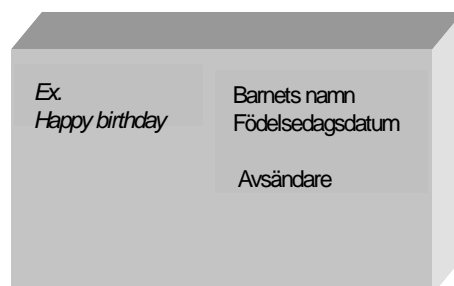 Ex.
Happy birthday
Barnets namn
Födelsedagsdatum
Avsändare